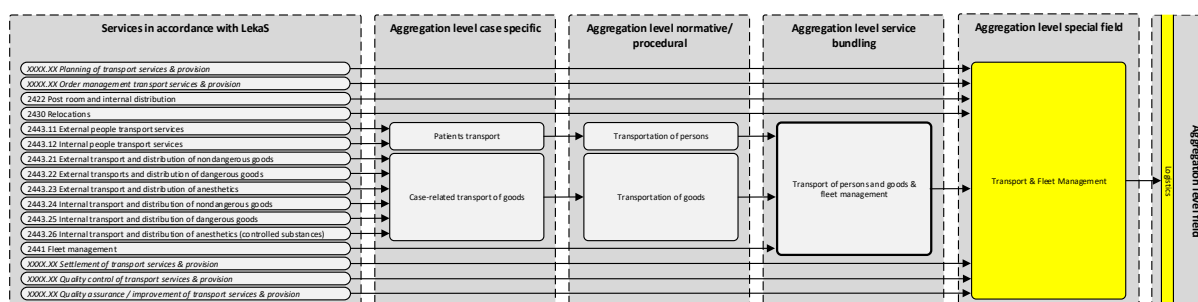 Services in accordance with LekaS
Aggregation level case specific
Aggregation level normative/
procedural
Aggregation level service
bundling
Aggregation level special field
XXXX.XX Planning of transport services & provision
XXXX.XX Order management transport services & provision
2422 Post room and internal distribution
2430 Relocations
2443.11 External people transport services
2443.12 Internal people transport services
2443.21 External transport and distribution of nondangerous goods
2443.22 External transports and distribution of dangerous goods
2443.23 External transport and distribution of anesthetics
2443.24 Internal transport and distribution of nondangerous goods
2443.25 Internal transport and distribution of dangerous goods
2443.26 Internal transport and distribution of anesthetics (controlled substances)
2441 Fleet management
XXXX.XX Settlement of transport services & provision
XXXX.XX Quality control of transport services & provision
XXXX.XX Quality assurance / improvement of transport services & provision
Patients transport
Case-related transport of goods
Transportation of persons
Transportation of goods
Transport of persons and goods &
fleet management
Transport & Fleet Management
Logistics
Aggregation level field